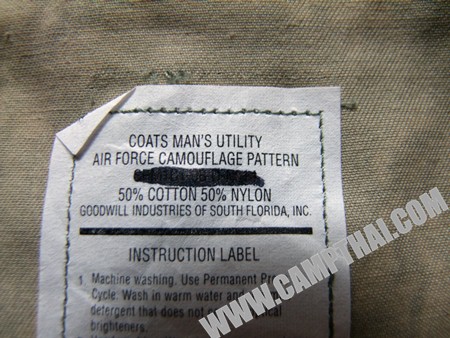 COATS MAN'S UTILITY
AIR FORCE CAMOUFLAGE PATTERN
50% COTTON 50% NYLON
GOODWILL INDUSTRIES OF SOUTH FLORIDA, INC.
INSTRUCTION LABEL
1. Machine washing. Use Permanent
Cycle. Wash in warm water and
detergent that does not
brighteners.
WWW.CAMPTHAI.COM